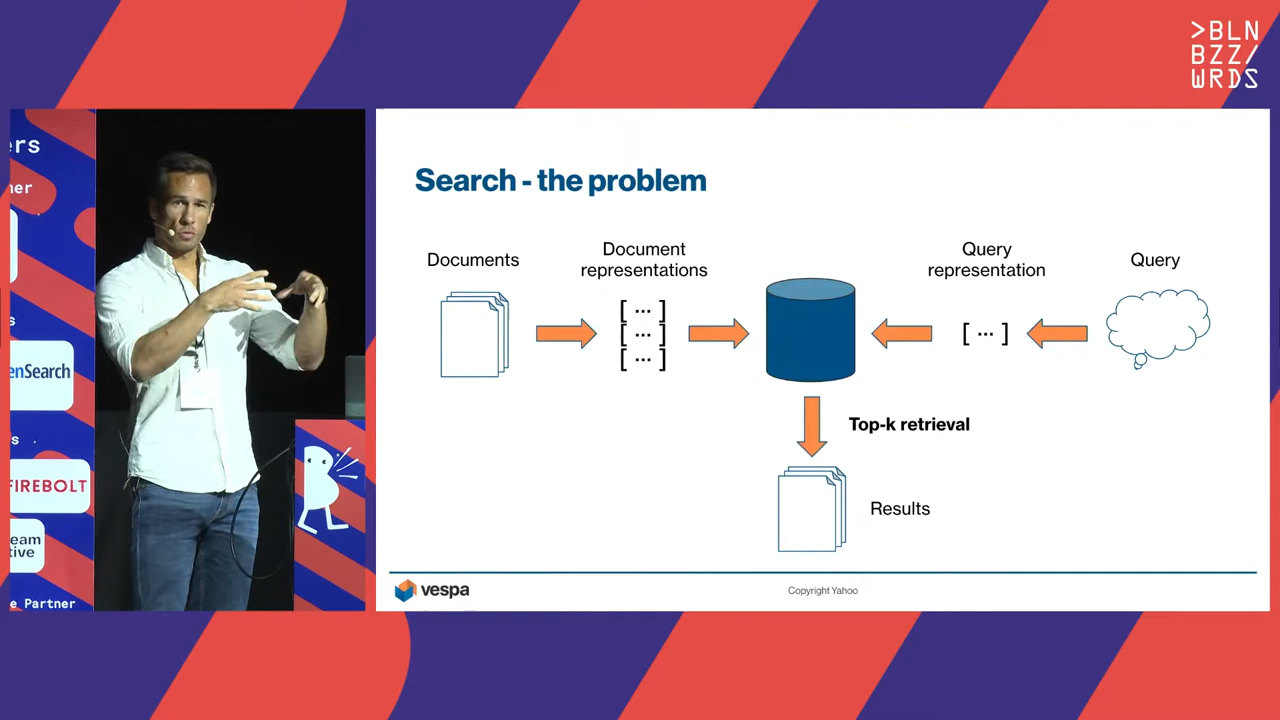 >BLN
BZZ/
WRDS
ers
ner
s
enSearch
s
FIREBOLT
eam
tive
e Partner
Search - the problem
Documents
Document
representations
Query
representation
Query
[ ... ]
[ ... ]
[ ... ]
[ ... ]
Top-k retrieval
Results
vespa
Copyright Yahoo